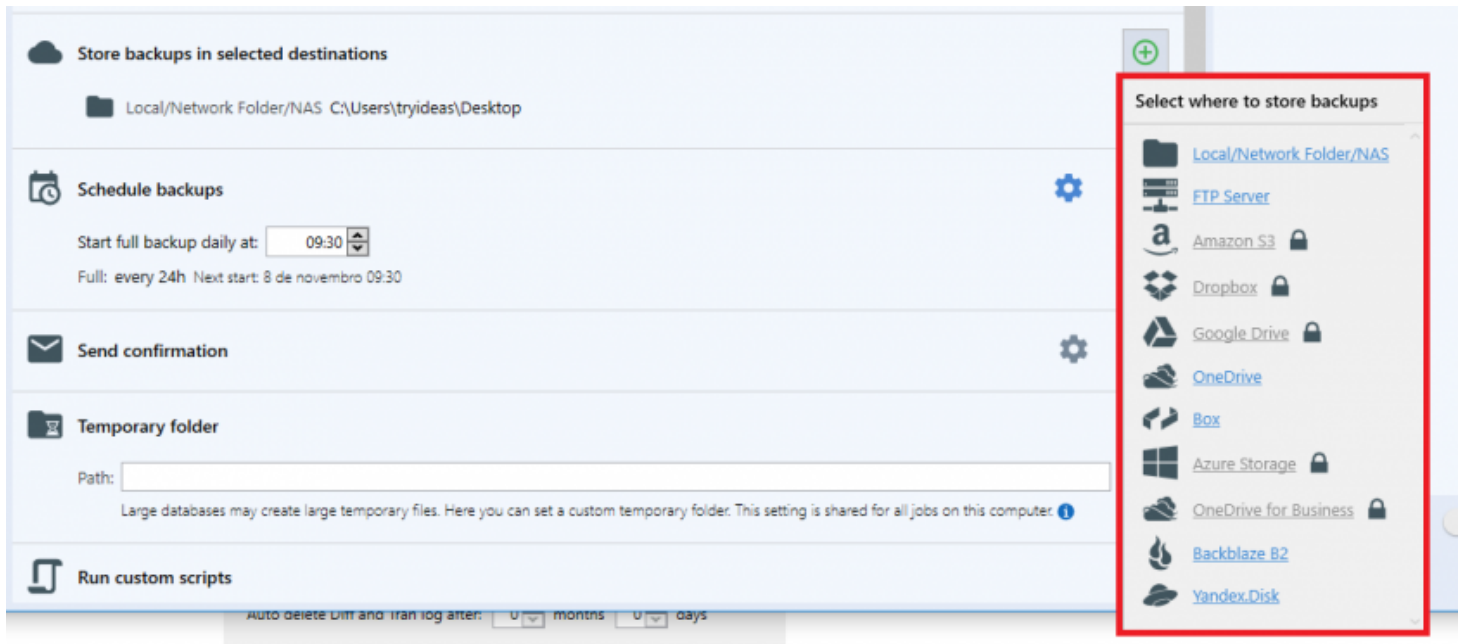 Store backups in selected destinations
Local/Network Folder/NAS C:\Users\tryideas\Desktop
Schedule backups
Start full backup daily at: 09:30
Full: every 24h Next start: 8 de novembro 09:30
Send confirmation
Temporary folder
Path:
Large databases may create large temporary files. Here you can set a custom temporary folder. This setting is shared for all jobs on this computer.
Run custom scripts
Auto delete Diff and Tran log after: 0 months 0 days
Select where to store backups
Local/Network Folder/NAS
FTP Server
Amazon S3
Dropbox
Google Drive
OneDrive
Box
Azure Storage
OneDrive for Business
Backblaze B2
Yandex.Disk